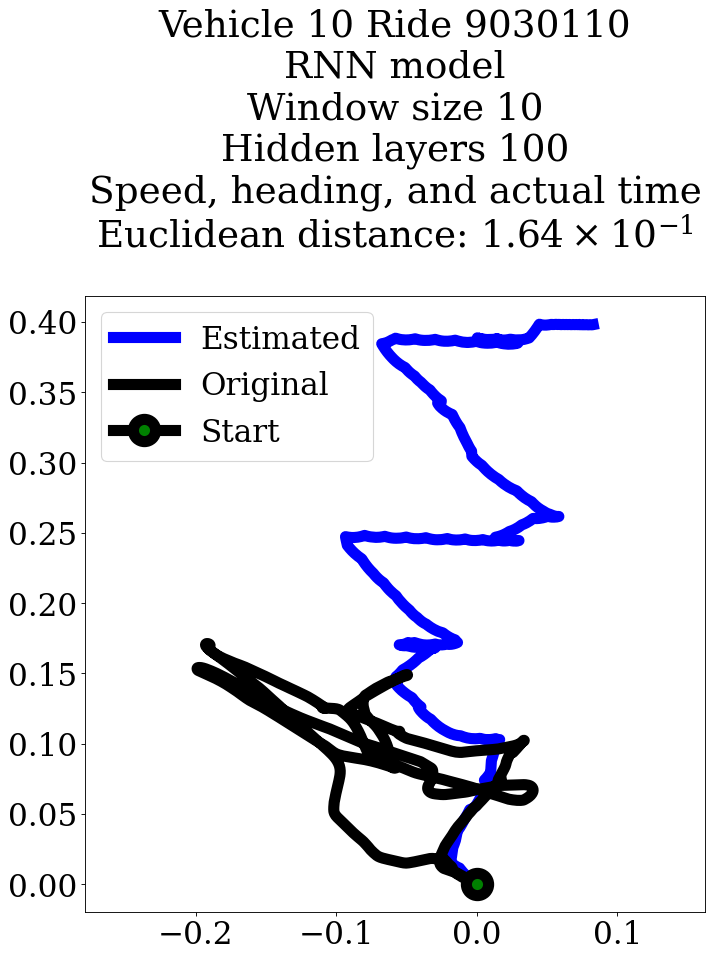 Vehicle 10 Ride 9030110
RNN model
Window size 10
Hidden layers 100
Speed, heading, and actual time
Euclidean distance: 1.64 × 10⁻¹
Estimated
Original
Start
0.40
0.35
0.30
0.25
0.20
0.15
0.10
0.05
0.00
−0.2 −0.1 0.0 0.1